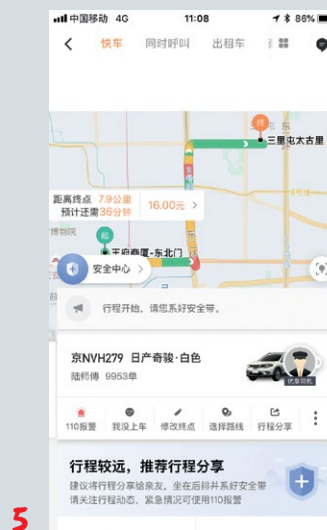 中国移动 4G 11:08 86%
快车 同时呼叫 出租车
终
三里屯太古里
距离终点 7.9公里
预计还需36分钟
16.00元 >
博物院
起
王府商厦-东北门
安全中心 >
行程开始,请您系好安全带。
京NVH279 日产奇骏·白色
陆师傅 9953单
优享司机
110报警 我没上车 修改终点 选择路线 行程分享
行程较远,推荐行程分享
建议将行程分享给亲友,坐在后排并系好安全带
请关注行程动态,紧急情况可使用110报警
5